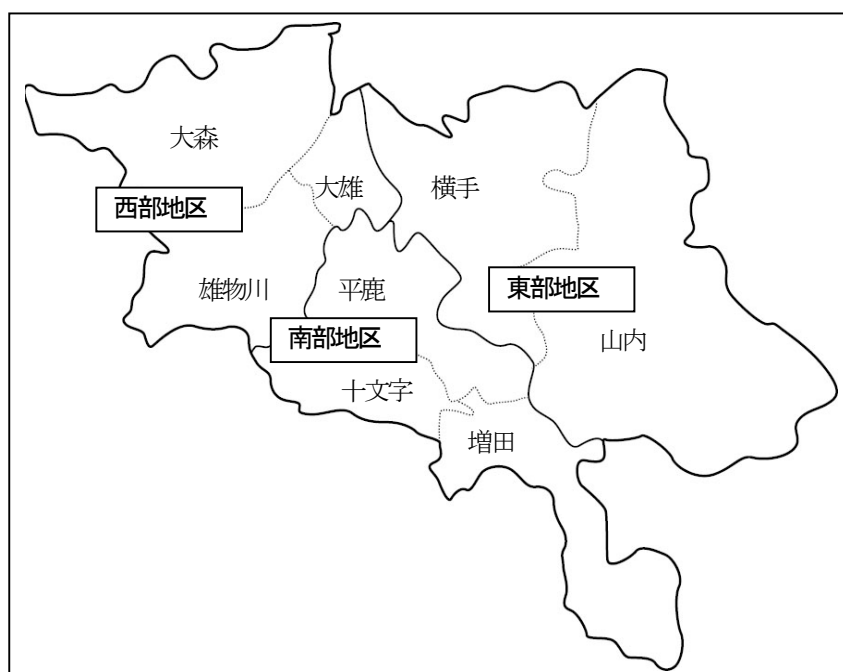 大森
大雄
横手
西部地区
雄物川
平鹿
東部地区
南部地区
山内
十文字
増田